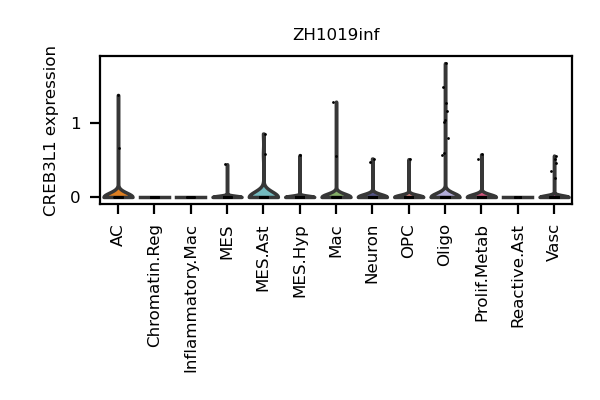 ZH1019inf
CREB3L1 expression
1
0
AC
Chromatin.Reg
Inflammatory.Mac
MES
MES.Ast
MES.Hyp
Mac
Neuron
OPC
Oligo
Prolif.Metab
Reactive.Ast
Vasc